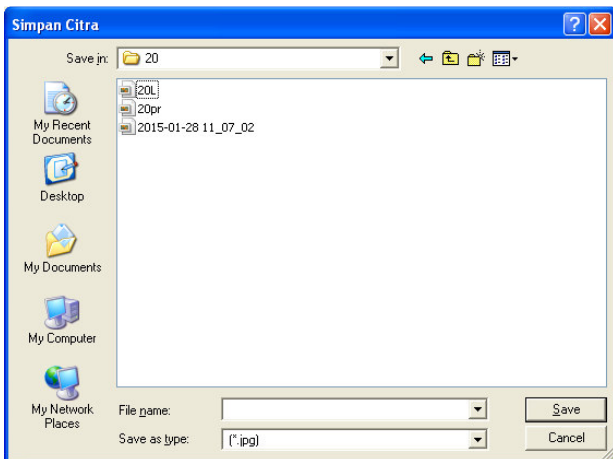 Simpan Citra
Save in: 20
20L
20pr
2015-01-28 11_07_02
My Recent
Documents
Desktop
My Documents
My Computer
My Network
Places
File name:
Save
Save as type: (*.jpg)
Cancel